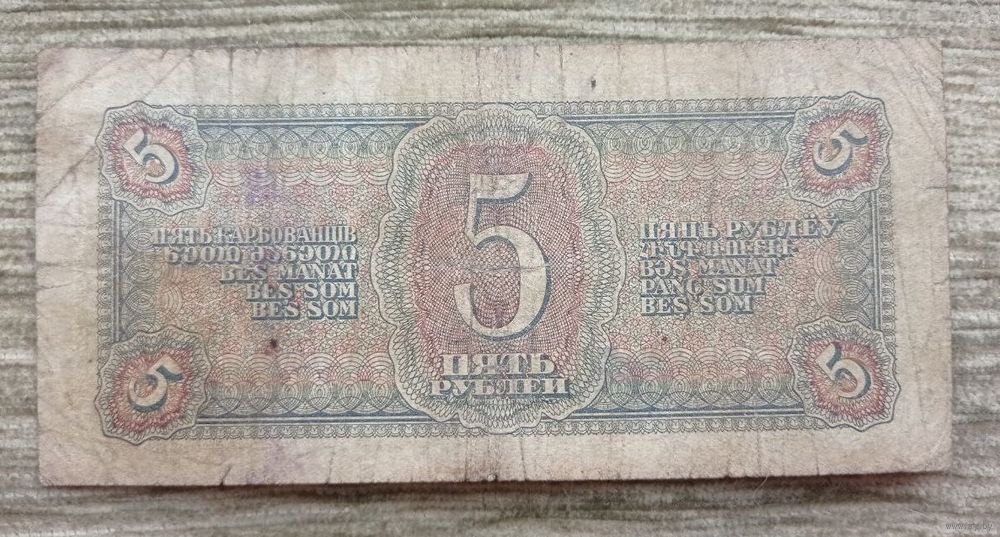 5
5
5
ПЯТЬ
РУБЛЕЙ
ПЯТЬ КАРБОВАНЦІВ
BEŞ MANAT
BEŞ SOM
BEŞ SOM
ПЯЦЬ РУБЛЁЎ
BƏŞ MANAT
PANÇ SUM
BEŞ SOM
5
5